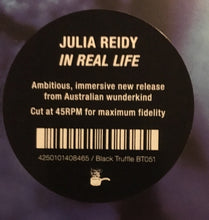 JULIA REIDY
IN REAL LIFE
Ambitious, immersive new release
from Australian wunderkind
Cut at 45RPM for maximum fidelity
4250101408465 / Black Truffle BT051